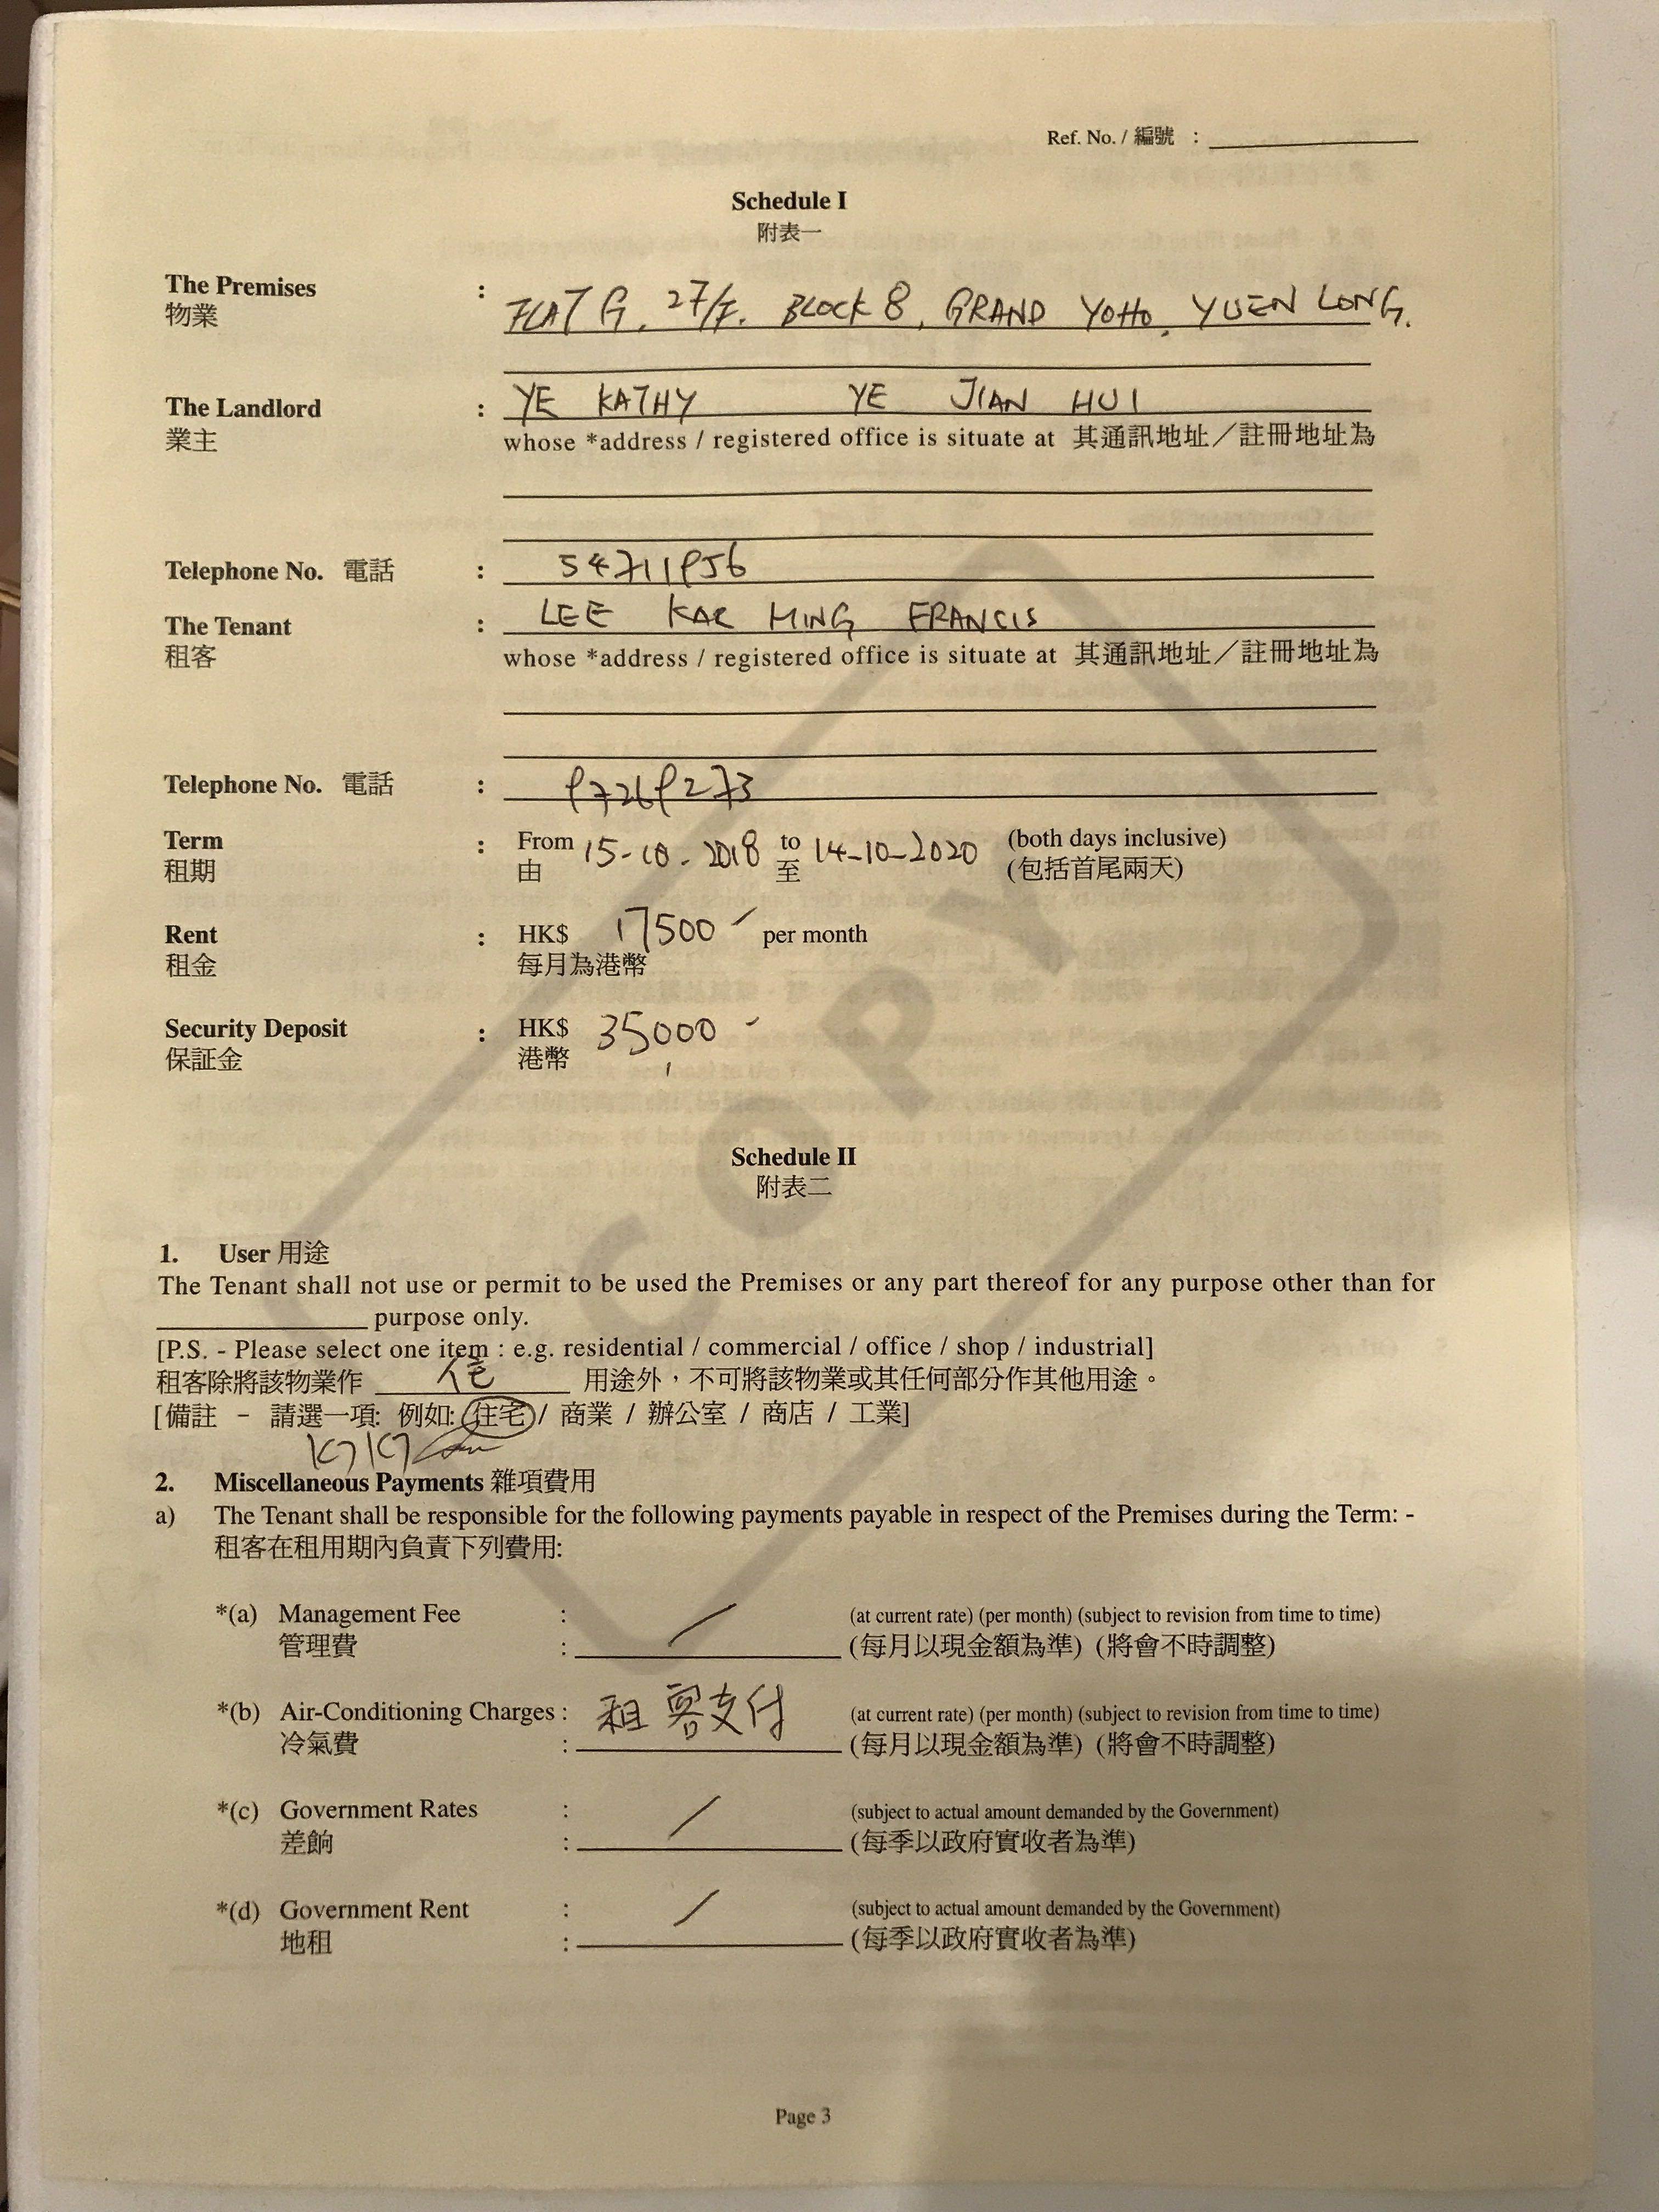 Ref. No. / 編號 :
Schedule I
附表一
The Premises : FLAT G, 27/F. BLOCK 8, GRAND YOHO, YUEN LONG.
物業
The Landlord : YE KATHY YE JIAN HUI
業主 whose *address / registered office is situate at 其通訊地址／註冊地址為
Telephone No. 電話 : 54711956
The Tenant : LEE KAR MING FRANCIS
租客 whose *address / registered office is situate at 其通訊地址／註冊地址為
Telephone No. 電話 : 97269273
Term : From 15-10-2018 to 14-10-2020 (both days inclusive)
租期 由 至 (包括首尾兩天)
Rent : HK$ 17500 per month
租金 每月為港幣
Security Deposit : HK$ 35000
保証金 港幣
COPY
Schedule II
附表二
1. User 用途
The Tenant shall not use or permit to be used the Premises or any part thereof for any purpose other than for
purpose only.
[P.S. - Please select one item : e.g. residential / commercial / office / shop / industrial]
租客除將該物業作 用途外，不可將該物業或其任何部分作其他用途。
[備註 - 請選一項: 例如: 住宅 / 商業 / 辦公室 / 商店 / 工業]
2. Miscellaneous Payments 雜項費用
a) The Tenant shall be responsible for the following payments payable in respect of the Premises during the Term: -
租客在租用期內負責下列費用:
*(a) Management Fee : / (at current rate) (per month) (subject to revision from time to time)
管理費 : (每月以現金額為準) (將會不時調整)
*(b) Air-Conditioning Charges : 租客支付 (at current rate) (per month) (subject to revision from time to time)
冷氣費 : (每月以現金額為準) (將會不時調整)
*(c) Government Rates : / (subject to actual amount demanded by the Government)
差餉 : (每季以政府實收者為準)
*(d) Government Rent : / (subject to actual amount demanded by the Government)
地租 : (每季以政府實收者為準)
Page 3